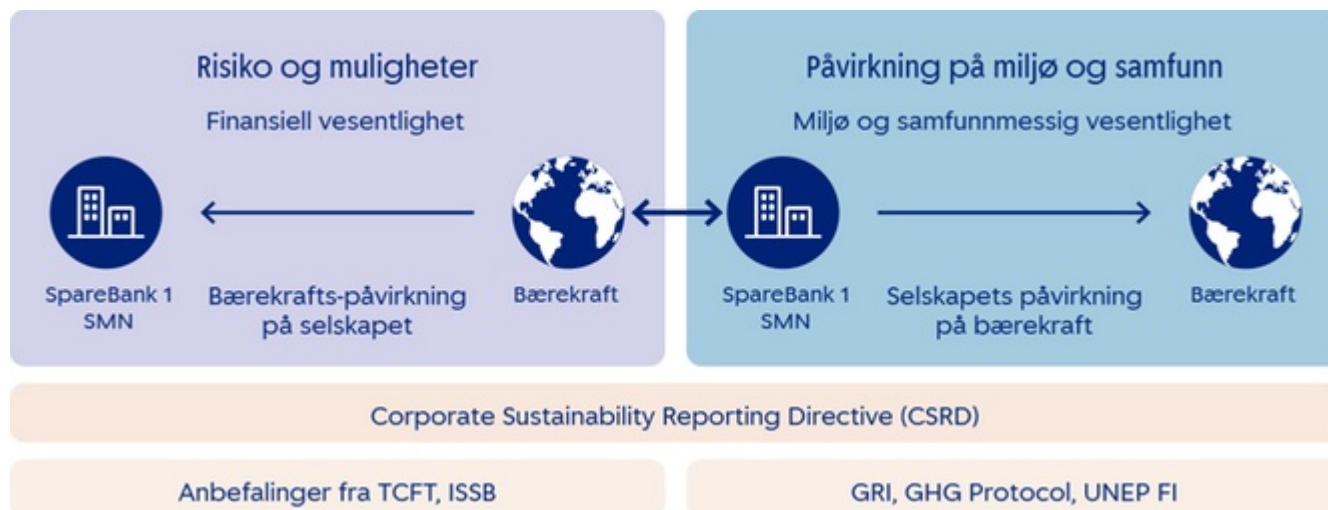 Risiko og muligheter
Finansiell vesentlighet
SpareBank 1
SMN
Bærekrafts-påvirkning
på selskapet
Bærekraft
Påvirkning på miljø og samfunn
Miljø og samfunnmessig vesentlighet
SpareBank 1
SMN
Selskapets påvirkning
på bærekraft
Bærekraft
Corporate Sustainability Reporting Directive (CSRD)
Anbefalinger fra TCFT, ISSB
GRI, GHG Protocol, UNEP FI